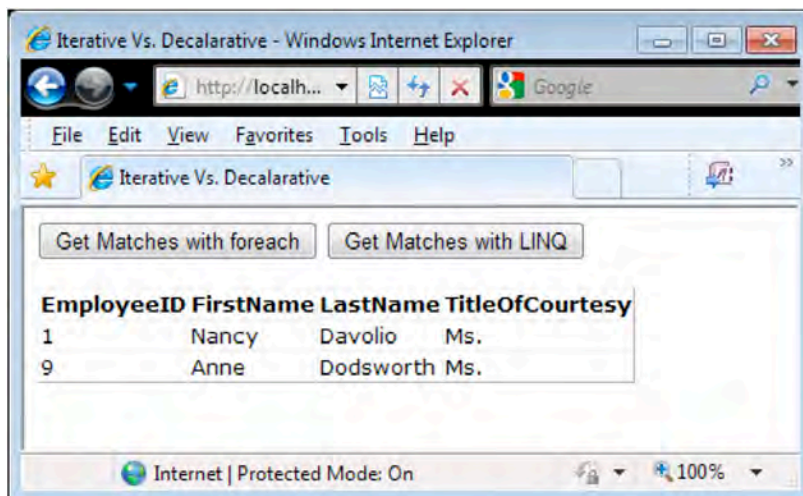 Iterative Vs. Decalarative - Windows Internet Explorer
http://localh...
Google
File Edit View Favorites Tools Help
Iterative Vs. Decalarative
Get Matches with foreach Get Matches with LINQ
EmployeeID FirstName LastName TitleOfCourtesy
1 Nancy Davolio Ms.
9 Anne Dodsworth Ms.
Internet | Protected Mode: On 100%